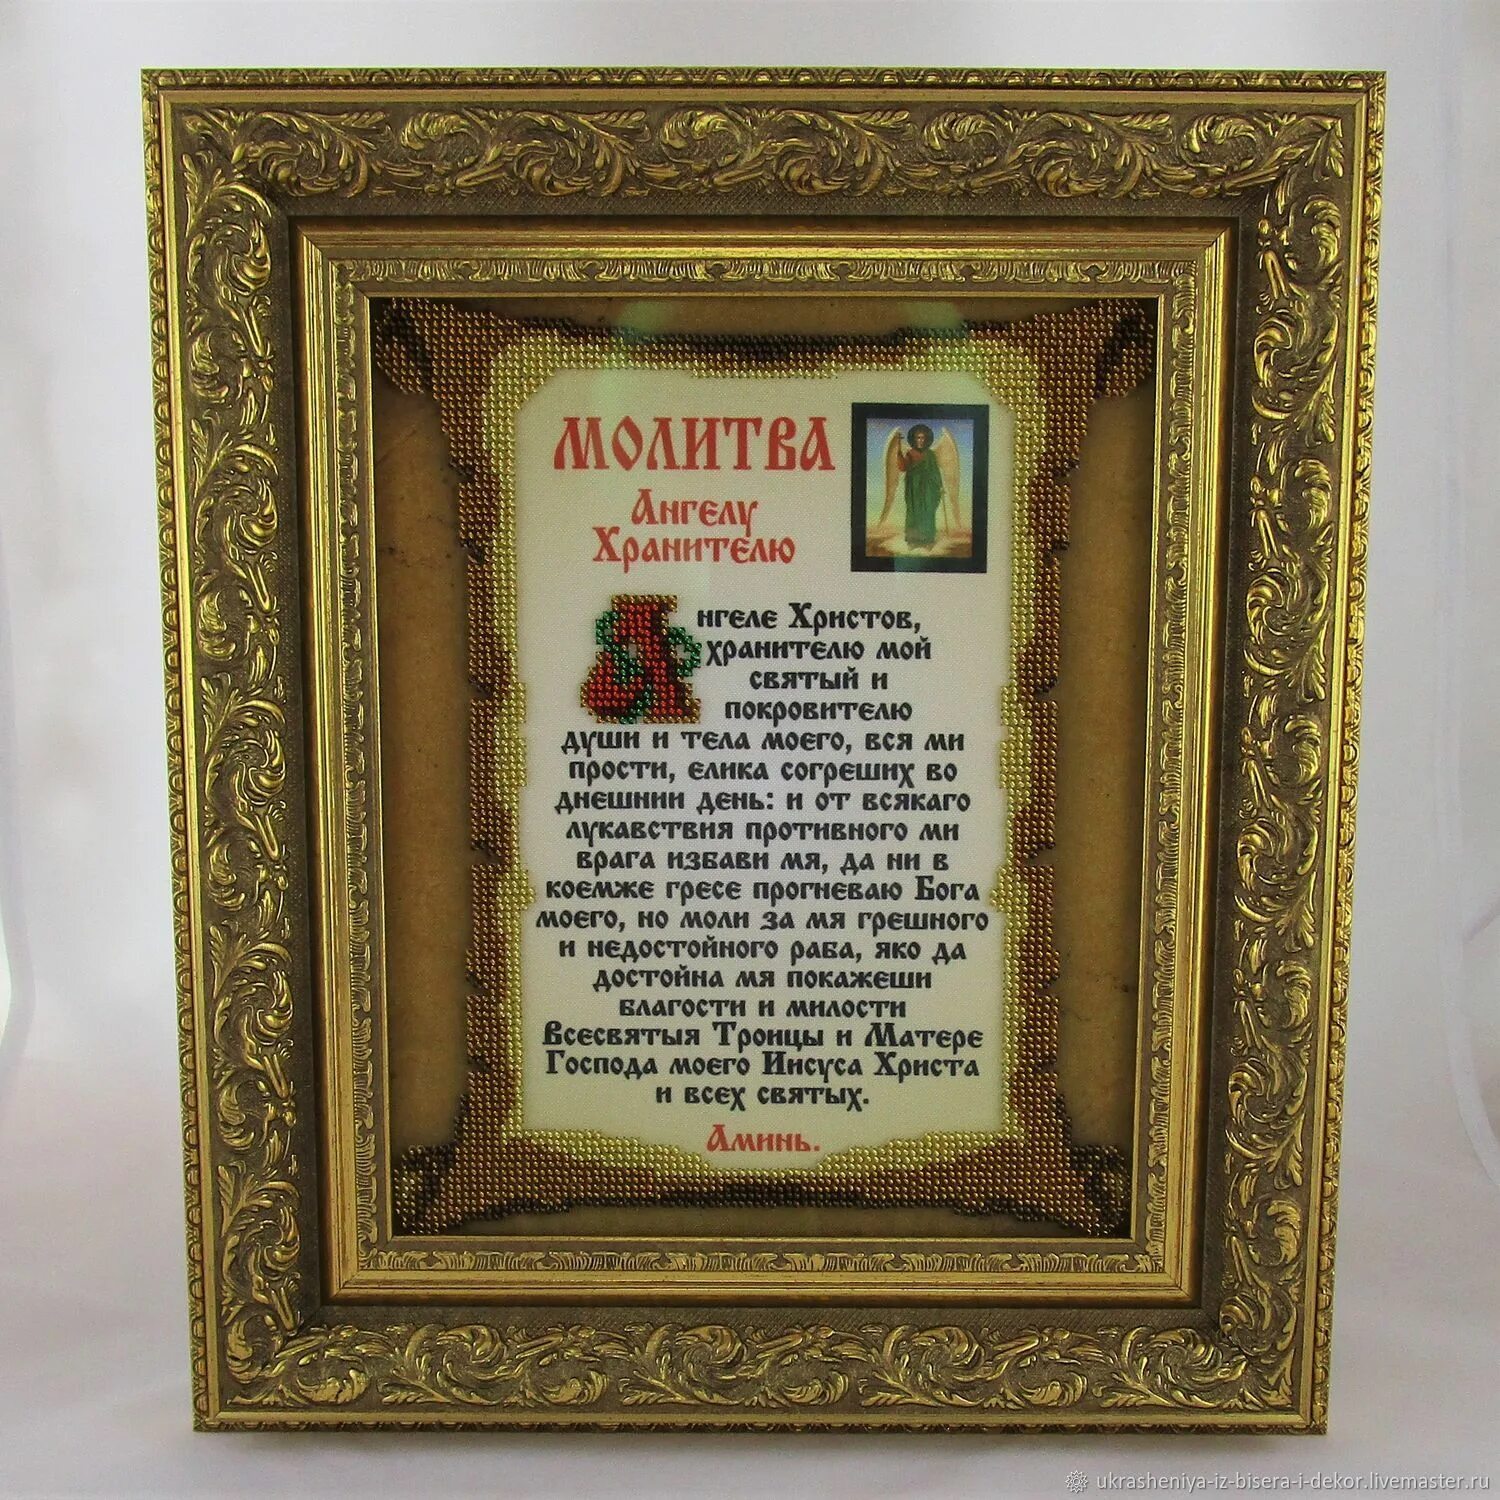 МОЛИТВА
Ангелу
Хранителю
Ангеле Христов,
хранителю мой
святый и
покровителю
души и тела моего, вся ми
прости, елика согреших во
днешнии день: и от всякаго
лукавствия противного ми
врага избави мя, да ни в
коемже гресе прогневаю Бога
моего, но моли за мя грешного
и недостойного раба, яко да
достойна мя покажеши
благости и милости
Всесвятыя Троицы и Матере
Господа моего Иисуса Христа
и всех святых.
Аминь.
ukrasheniya-iz-bisera-i-dekor.livemaster.ru